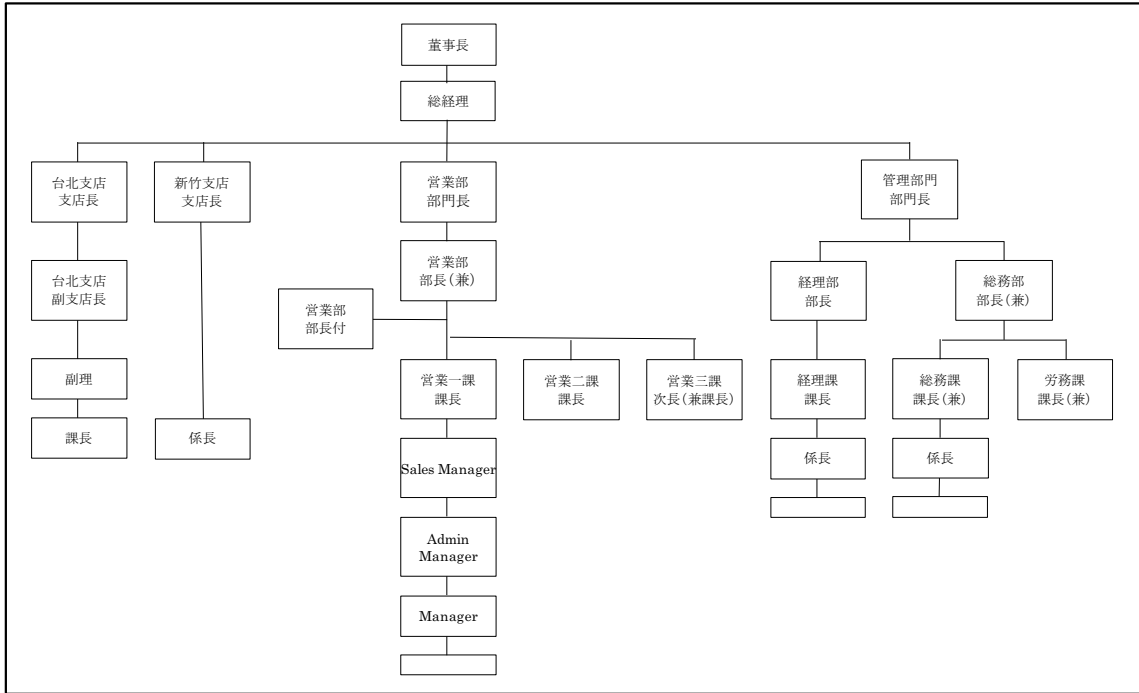 董事長
総経理
台北支店
支店長
新竹支店
支店長
営業部
部門長
管理部門
部門長
台北支店
副支店長
営業部
部長(兼)
経理部
部長
総務部
部長(兼)
営業部
部長付
副理
営業一課
課長
営業二課
課長
営業三課
次長(兼課長)
経理課
課長
総務課
課長(兼)
労務課
課長(兼)
課長
係長
Sales Manager
係長
係長
Admin
Manager
Manager